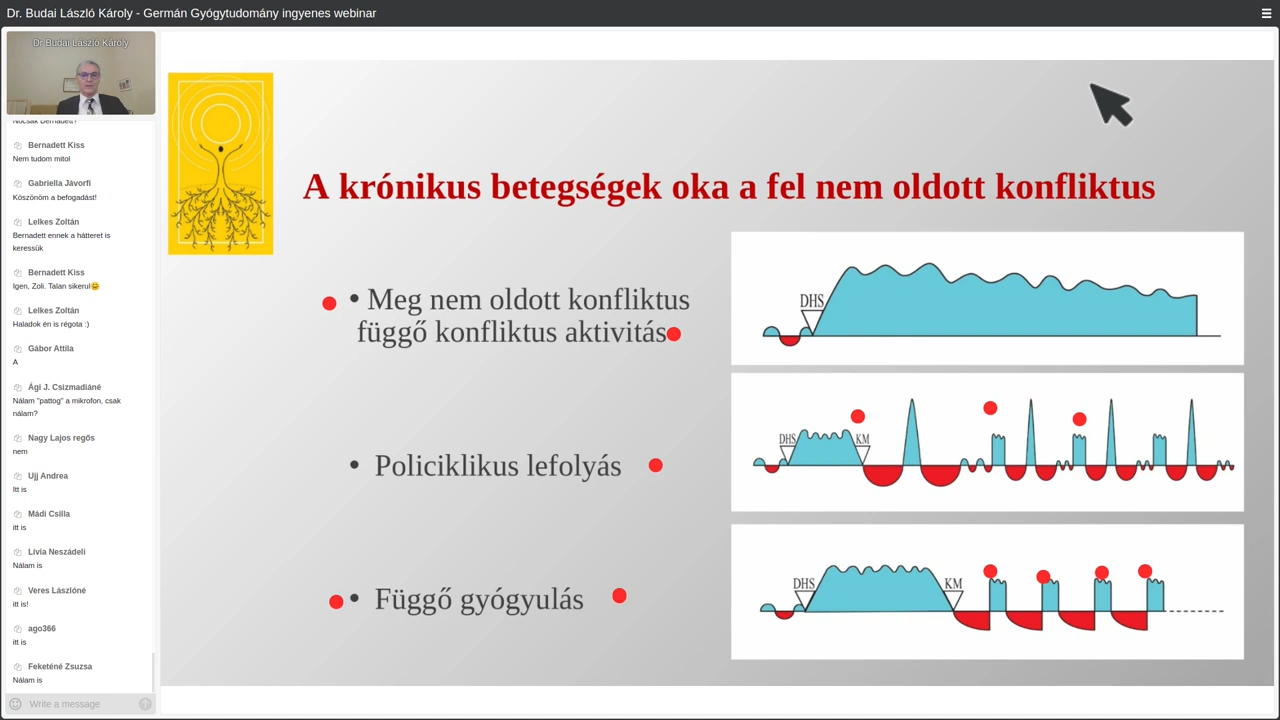 Dr. Budai László Károly - Germán Gyógytudomány ingyenes webinar
Dr Budai László Károly
Nocsak Bernadett?
Bernadett Kiss
Nem tudom mitol
Gabriella Jávorfi
Köszönöm a befogadást!
Lelkes Zoltán
Bernadett ennek a hátteret is
keressük
Bernadett Kiss
Igen, Zoli. Talan sikerul😄
Lelkes Zoltán
Haladok én is régota :)
Gábor Attila
A
Ági J. Csizmadiáné
Nálam "pattog" a mikrofon, csak
nálam?
Nagy Lajos regős
nem
Ujj Andrea
Itt is
Mádi Csilla
itt is
Lívia Neszádeli
Nálam is
Veres Lászlóné
itt is!
ago366
itt is
Feketéné Zsuzsa
Nálam is
Write a message
A krónikus betegségek oka a fel nem oldott konfliktus
• Meg nem oldott konfliktus
függő konfliktus aktivitás
• Policiklikus lefolyás
• Függő gyógyulás
DHS
DHS
KM
DHS
KM